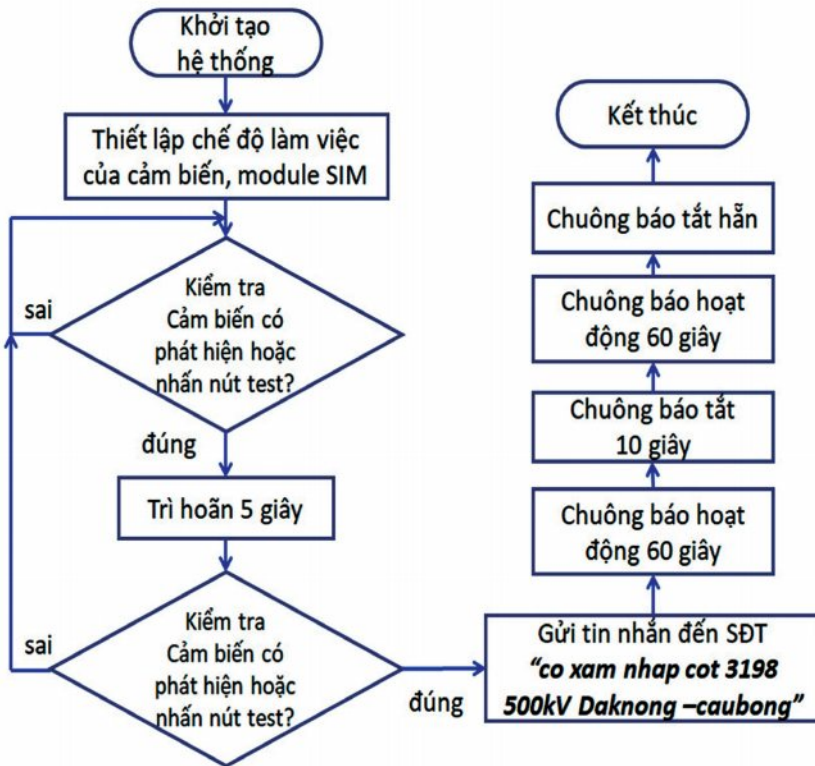 Khởi tạo
hệ thống
Thiết lập chế độ làm việc
của cảm biến, module SIM
Kiểm tra
Cảm biến có
phát hiện hoặc
nhấn nút test?
sai
đúng
Trì hoãn 5 giây
Kiểm tra
Cảm biến có
phát hiện hoặc
nhấn nút test?
sai
đúng
Gửi tin nhắn đến SĐT
“co xam nhap cot 3198
500kV Daknong –caubong”
Chuông báo hoạt
động 60 giây
Chuông báo tắt
10 giây
Chuông báo hoạt
động 60 giây
Chuông báo tắt hẵn
Kết thúc